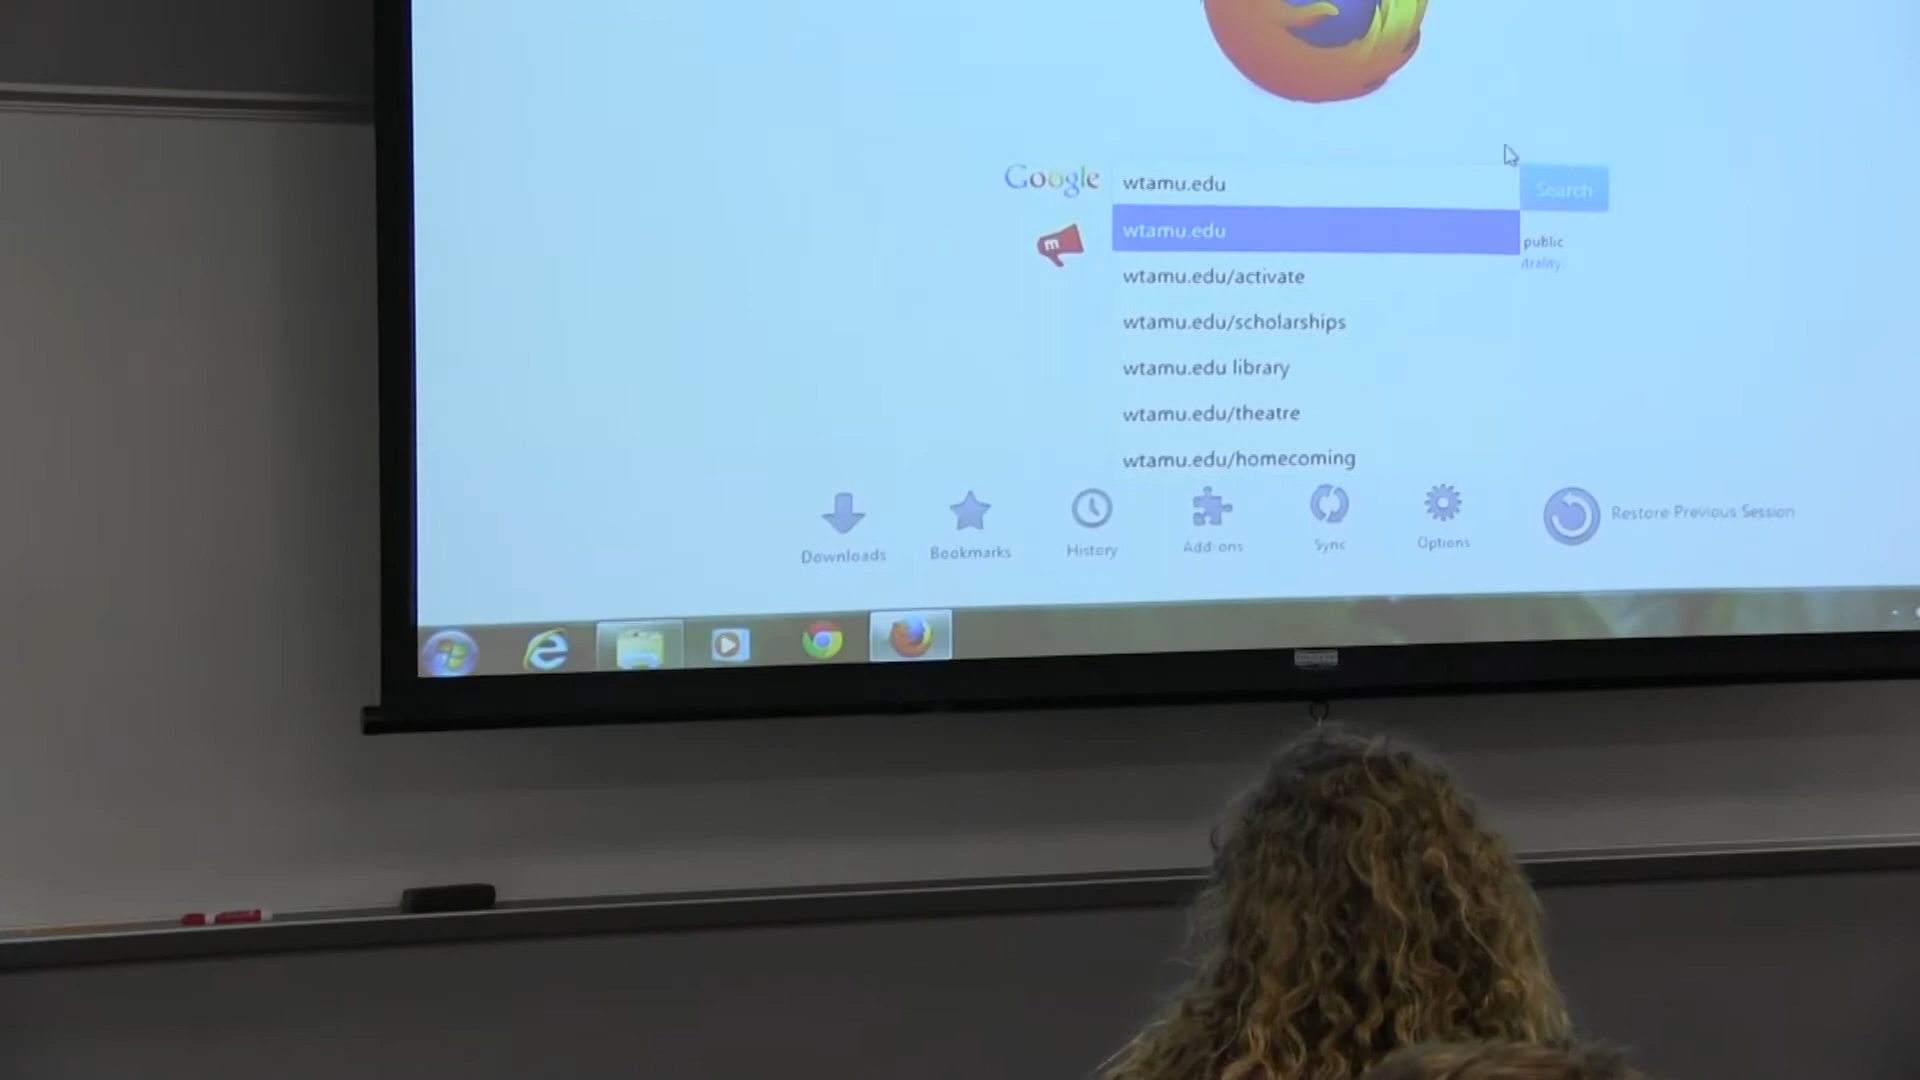 Google
wtamu.edu
Search
m
wtamu.edu
public
wtamu.edu/activate
wtamu.edu/scholarships
wtamu.edu library
wtamu.edu/theatre
wtamu.edu/homecoming
Downloads
Bookmarks
History
Add-ons
Sync
Options
Restore Previous Session